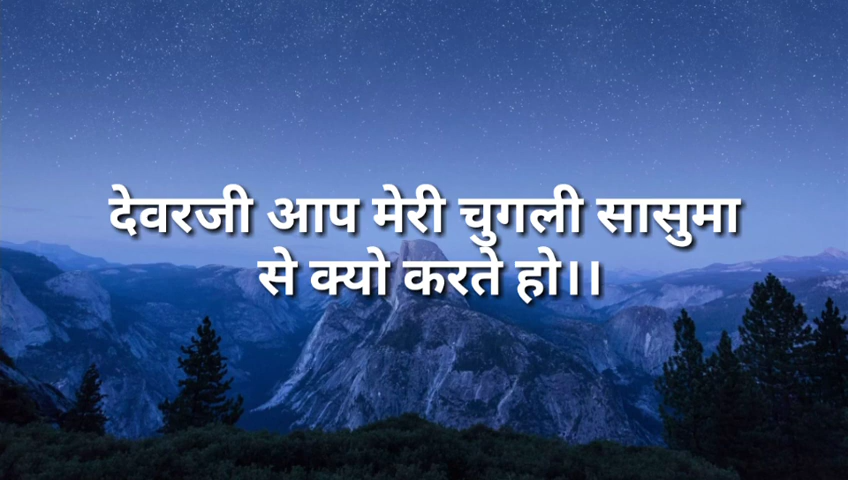 देवरजी आप मेरी चुगली सासुमा
से क्यो करते हो।।